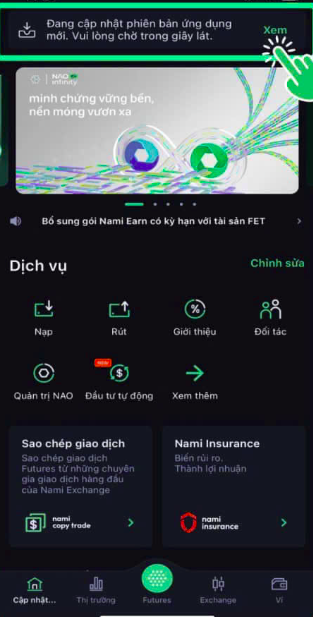 Đang cập nhật phiên bản ứng dụng
mới. Vui lòng chờ trong giây lát.
Xem
NAO
infinity
minh chứng vững bền,
nền móng vươn xa
Bổ sung gói Nami Earn có kỳ hạn với tài sản FET
Dịch vụ
Chỉnh sửa
Nạp
Rút
Giới thiệu
Đối tác
NEW
Quản trị NAO
Đầu tư tự động
Xem thêm
Sao chép giao dịch
Sao chép giao dịch
Futures từ những chuyên
gia giao dịch hàng đầu
của Nami Exchange
nami
copy trade
Nami Insurance
Biến rủi ro.
Thành lợi nhuận
nami
insurance
Cập nhật...
Thị trường
Futures
Exchange
Ví